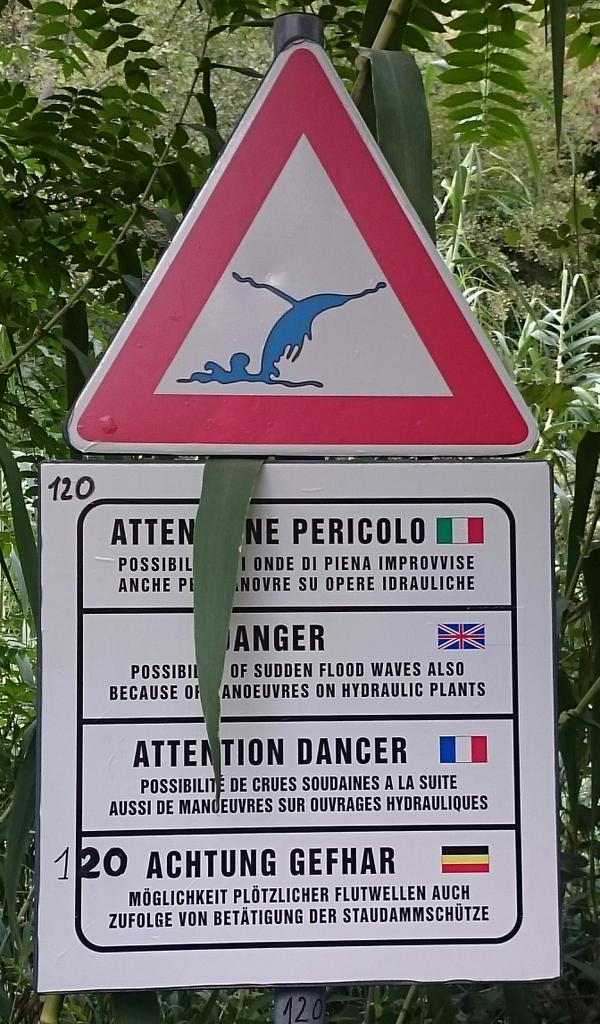 120
ATTEN NE PERICOLO
POSSIBIL I ONDE DI PIENA IMPROVVISE
ANCHE PE ANOVRE SU OPERE IDRAULICHE
DANGER
POSSIBI OF SUDDEN FLOOD WAVES ALSO
BECAUSE OF ANOEUVRES ON HYDRAULIC PLANTS
ATTENTION DANCER
POSSIBILITÉ DE CRUES SOUDAINES A LA SUITE
AUSSI DE MANOEUVRES SUR OUVRAGES HYDRAULIQUES
120 ACHTUNG GEFHAR
MÖGLICHKEIT PLÖTZLICHER FLUTWELLEN AUCH
ZUFOLGE VON BETÄTIGUNG DER STAUDAMMSCHÜTZE
120